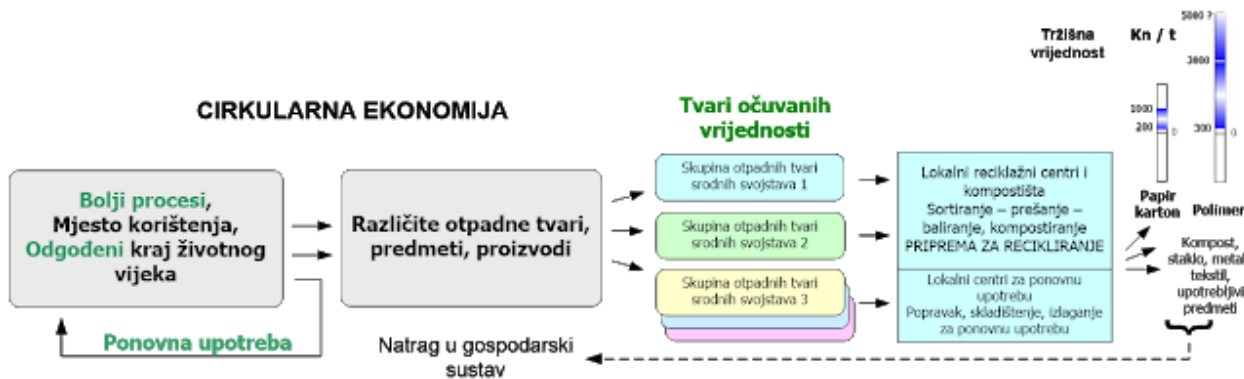 CIRKULARNA EKONOMIJA
Bolji procesi,
Mjesto korištenja,
Odgođeni kraj životnog
vijeka
Ponovna upotreba
Različite otpadne tvari,
predmeti, proizvodi
Natrag u gospodarski
sustav
Tvari očuvanih
vrijednosti
Skupina otpadnih tvari
srodnih svojstava 1
Skupina otpadnih tvari
srodnih svojstava 2
Skupina otpadnih tvari
srodnih svojstava 3
Lokalni reciklažni centri i
kompostišta
Sortiranje – prešanje –
baliranje, kompostiranje
PRIPREMA ZA RECIKLIRANJE
Lokalni centri za ponovnu
upotrebu
Popravak, skladištenje, izlaganje
za ponovnu upotrebu
Tržišna
vrijednost
Kn / t
1000
200
0
5000 ?
3000
300
0
Papir
karton
Polimer
Kompost,
staklo, metal
tekstil,
upotrebljivi
predmeti